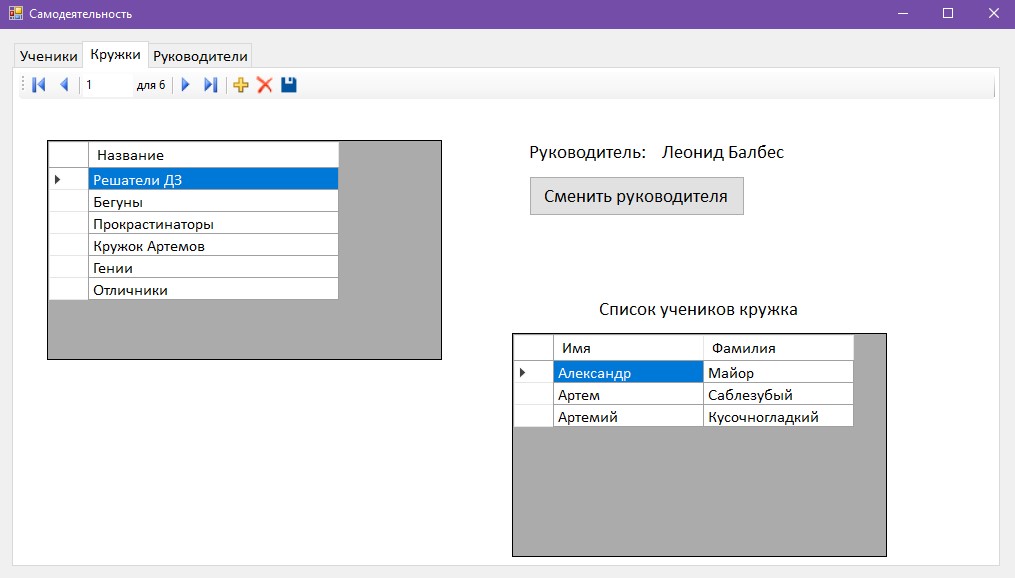 Самодеятельность
Ученики Кружки Руководители
1 для 6
Название
Решатели ДЗ
Бегуны
Прокрастинаторы
Кружок Артемов
Гении
Отличники
Руководитель: Леонид Балбес
Сменить руководителя
Список учеников кружка
Имя Фамилия
Александр Майор
Артем Саблезубый
Артемий Кусочногладкий